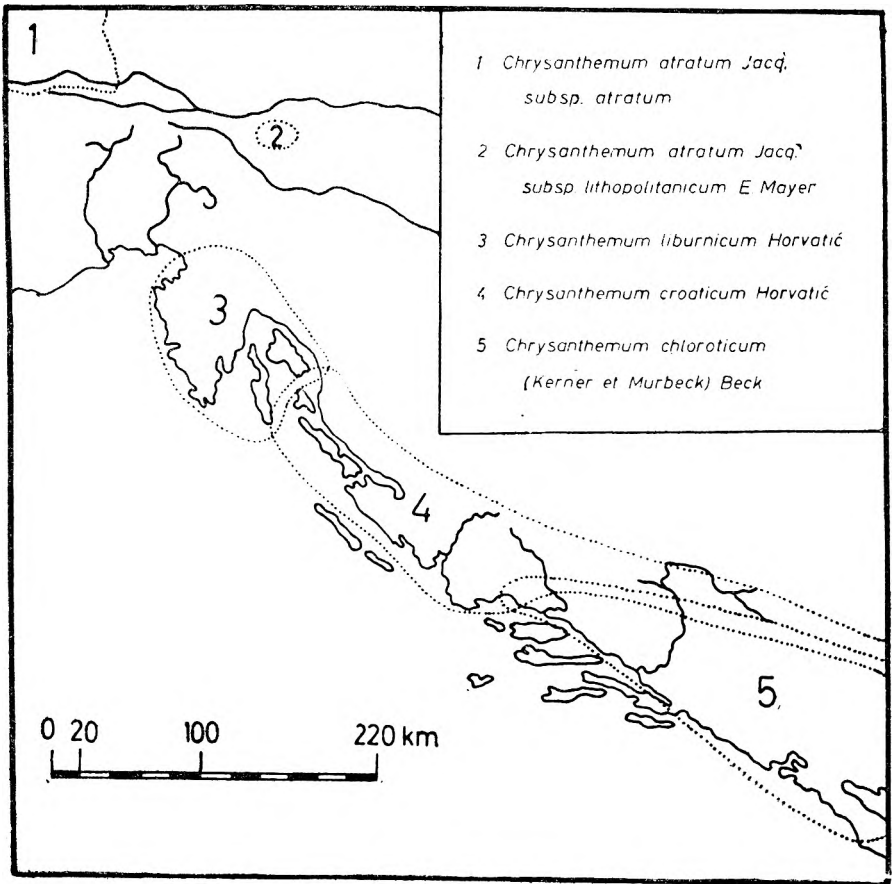 1 Chrysanthemum atratum Jacq.
subsp. atratum
2 Chrysanthemum atratum Jacq.
subsp. lithopolitanicum E. Mayer
3 Chrysanthemum liburnicum Horvatić
4 Chrysanthemum croaticum Horvatić
5 Chrysanthemum chloroticum
(Kerner et Murbeck) Beck
1
2
3
4
5
0 20 100 220 km